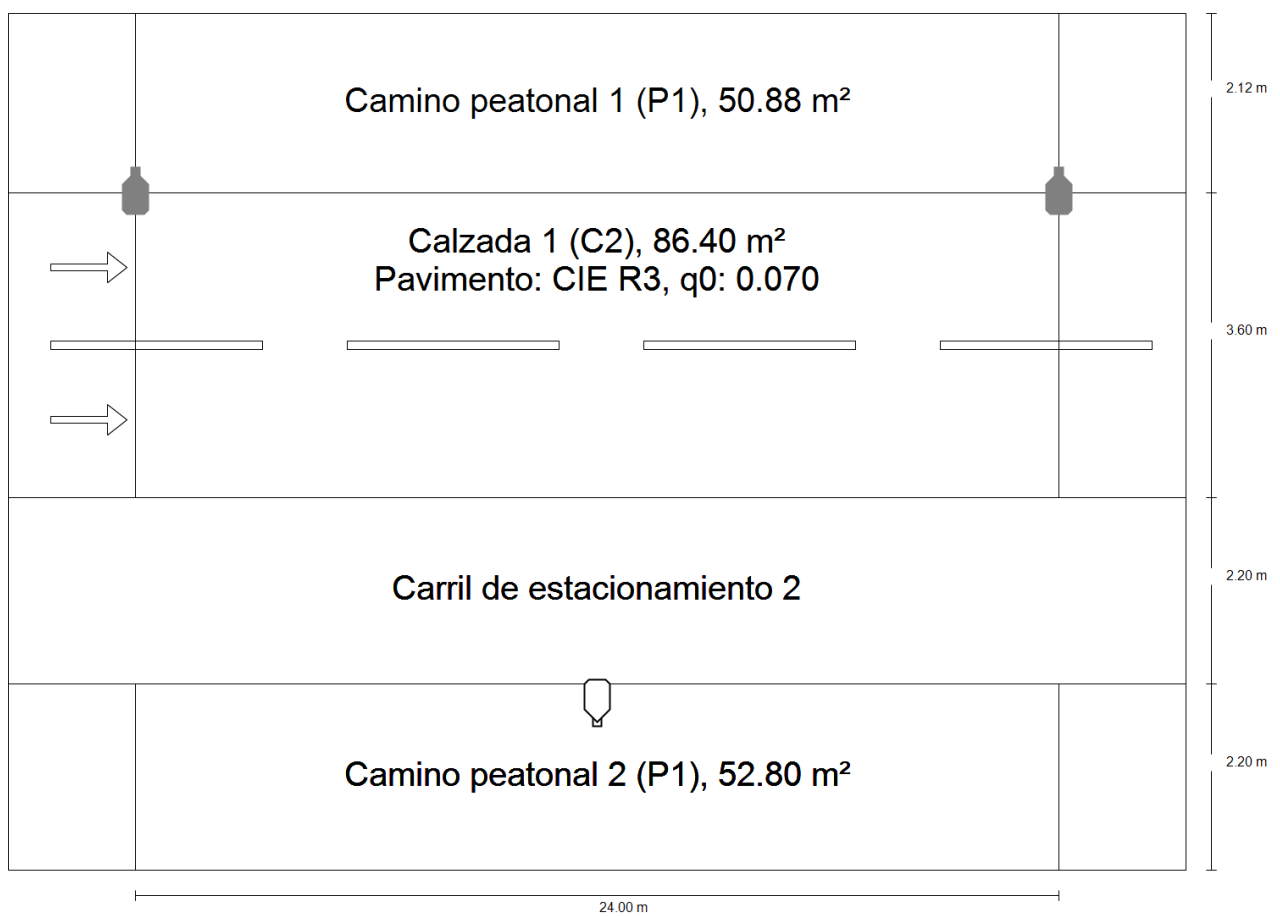 Camino peatonal 1 (P1), 50.88 m²
2.12 m
Calzada 1 (C2), 86.40 m²
Pavimento: CIE R3, q0: 0.070
3.60 m
Carril de estacionamiento 2
2.20 m
Camino peatonal 2 (P1), 52.80 m²
2.20 m
24.00 m